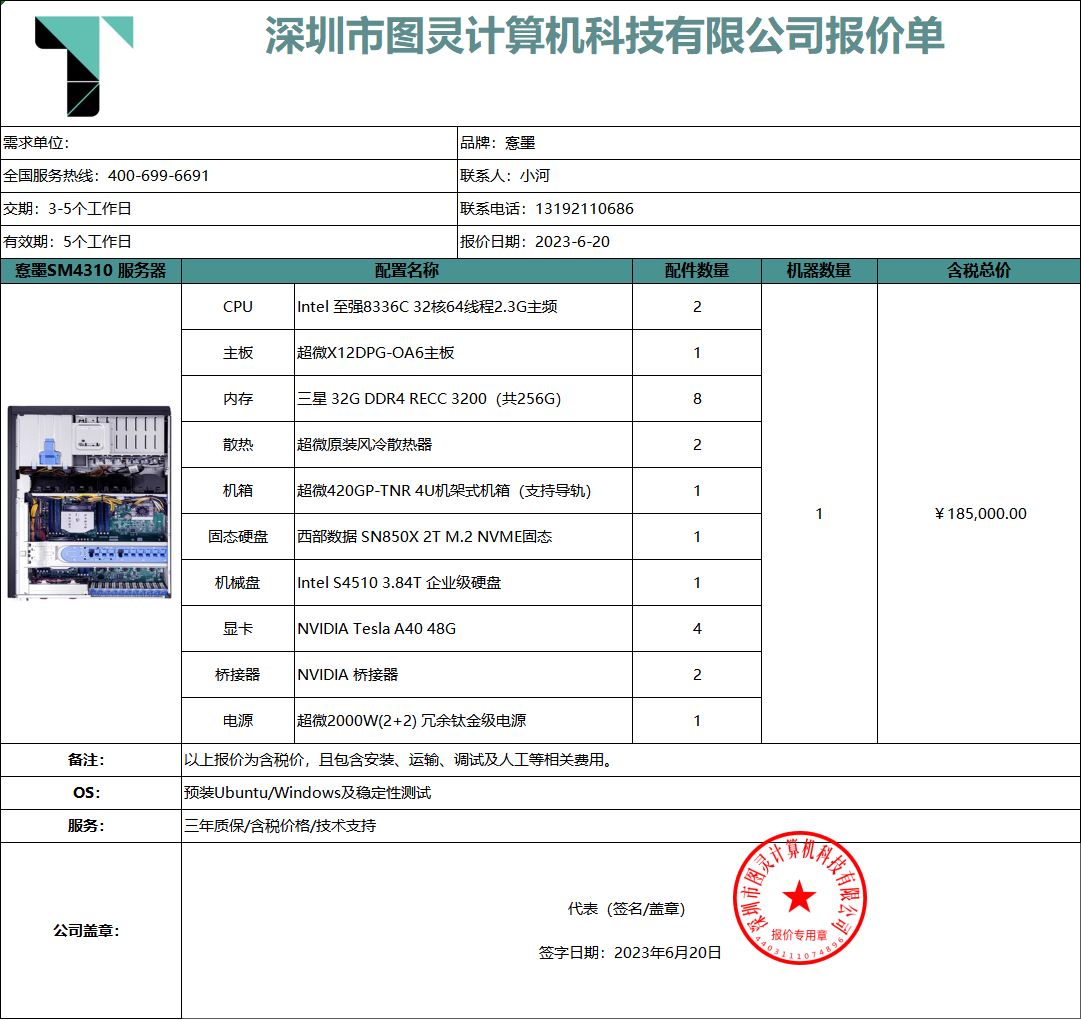 深圳市图灵计算机科技有限公司报价单
需求单位：
品牌：惷墨
全国服务热线：400-699-6691
联系人：小河
交期：3-5个工作日
联系电话：13192110686
有效期：5个工作日
报价日期：2023-6-20
惷墨SM4310 服务器 配置名称 配件数量 机器数量 含税总价
CPU Intel 至强8336C 32核64线程2.3G主频 2
主板 超微X12DPG-OA6主板 1
内存 三星 32G DDR4 RECC 3200（共256G） 8
散热 超微原装风冷散热器 2
机箱 超微420GP-TNR 4U机架式机箱（支持导轨） 1
1 ￥185,000.00
固态硬盘 西部数据 SN850X 2T M.2 NVME固态 1
机械盘 Intel S4510 3.84T 企业级硬盘 1
显卡 NVIDIA Tesla A40 48G 4
桥接器 NVIDIA 桥接器 2
电源 超微2000W(2+2) 冗余钛金级电源 1
备注： 以上报价为含税价，且包含安装、运输、调试及人工等相关费用。
OS： 预装Ubuntu/Windows及稳定性测试
服务： 三年质保/含税价格/技术支持
公司盖章：
代表（签名/盖章）
签字日期：2023年6月20日
深圳市图灵计算机科技有限公司
报价专用章
4403111074896